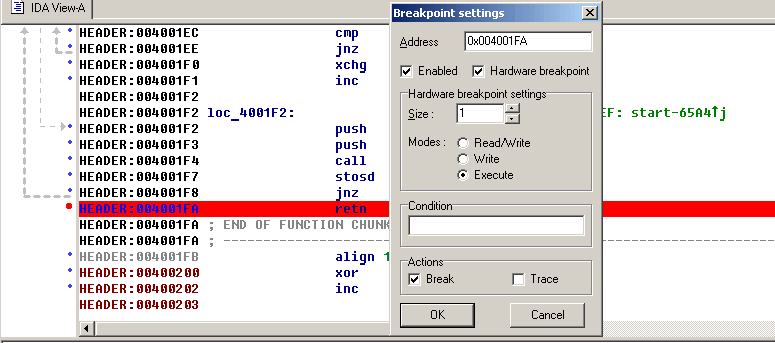 IDA View-A
HEADER:004001EC cmp
HEADER:004001EE jnz
HEADER:004001F0 xchg
HEADER:004001F1 inc
HEADER:004001F2
HEADER:004001F2 loc_4001F2: EF: start-65A4↑j
HEADER:004001F2 push
HEADER:004001F3 push
HEADER:004001F4 call
HEADER:004001F7 stosd
HEADER:004001F8 jnz
HEADER:004001FA retn
HEADER:004001FA ; END OF FUNCTION CHUNK
HEADER:004001FA ; ----------------------------------------
HEADER:004001FB align 1
HEADER:00400200 xor
HEADER:00400202 inc
HEADER:00400203
Breakpoint settings
Address 0x004001FA
Enabled Hardware breakpoint
Hardware breakpoint settings
Size : 1
Modes : Read/Write
Write
Execute
Condition
Actions
Break Trace
OK Cancel